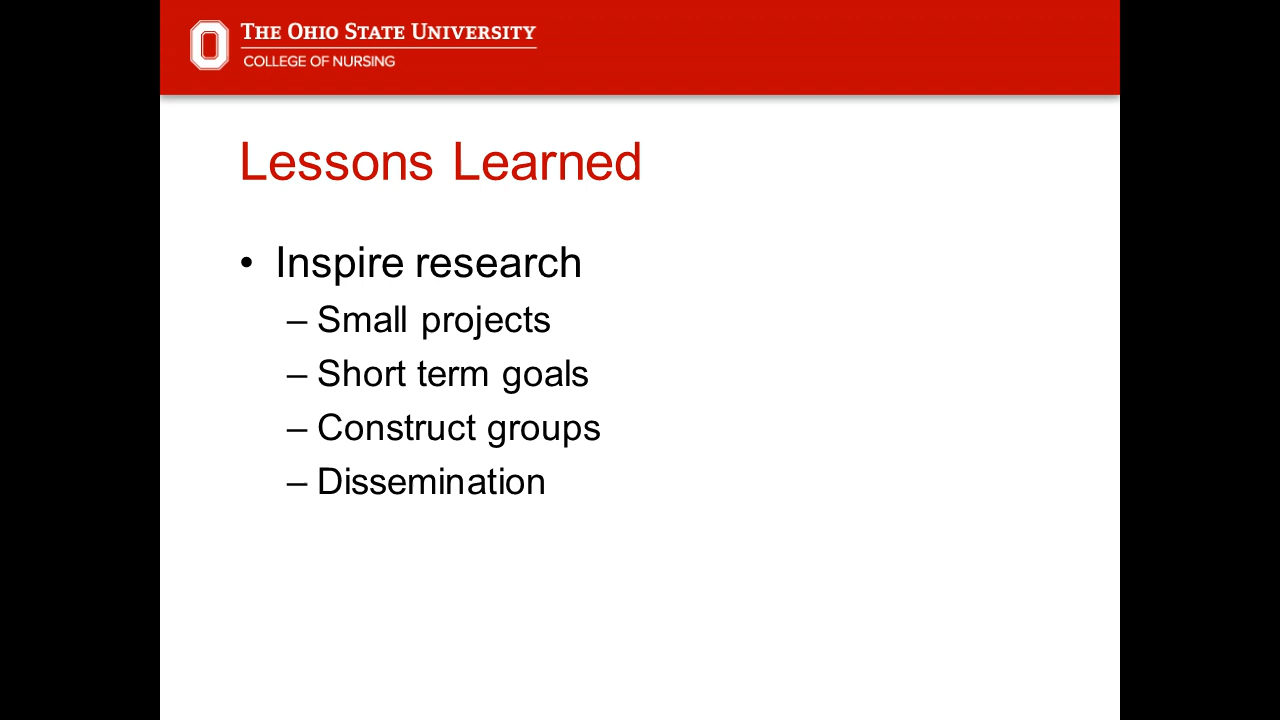 THE OHIO STATE UNIVERSITY
COLLEGE OF NURSING
Lessons Learned
• Inspire research
– Small projects
– Short term goals
– Construct groups
– Dissemination